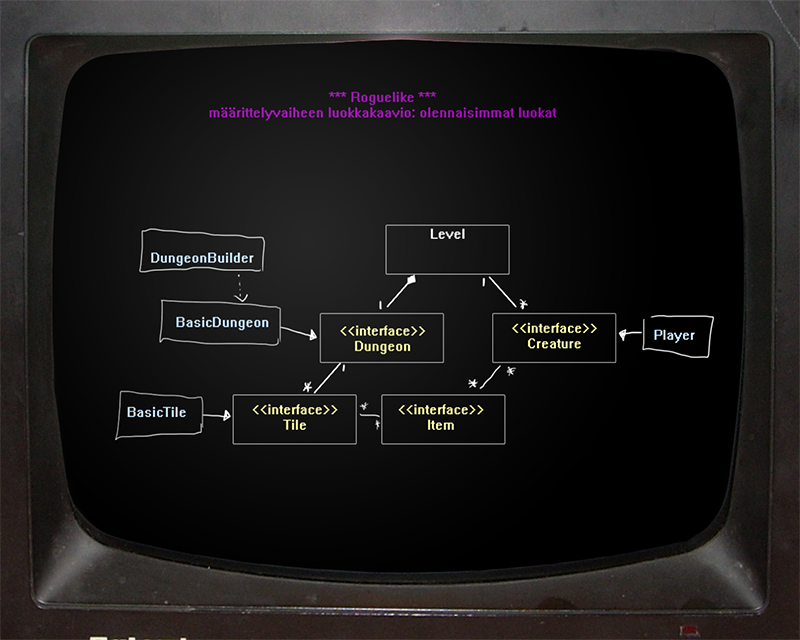 *** Roguelike ***
määrittelyvaiheen luokkakaavio: olennaisimmat luokat
Level
DungeonBuilder
1
1
*
BasicDungeon
<<interface>>
Dungeon
<<interface>>
Creature
Player
1
*
*
*
BasicTile
<<interface>>
Tile
*
*
<<interface>>
Item